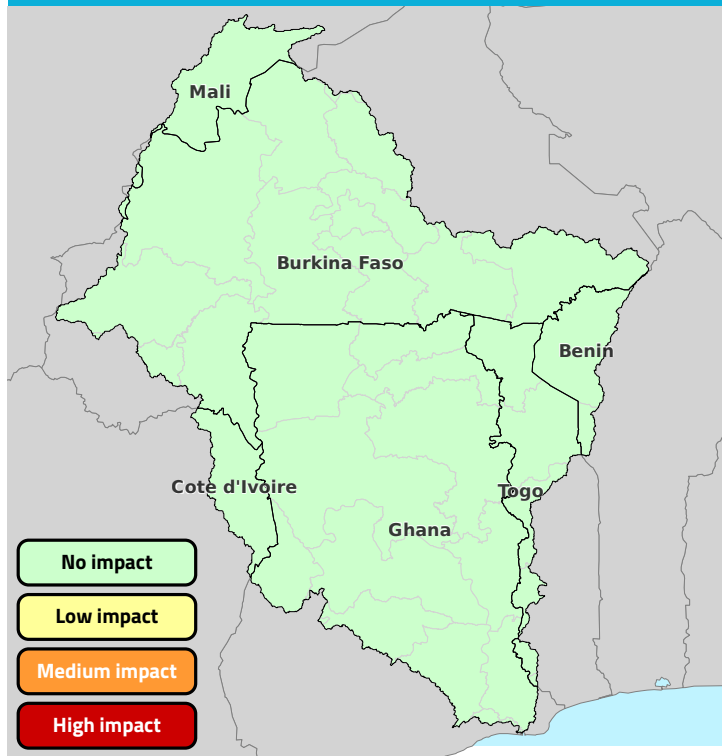 Mali
Burkina Faso
Benin
Cote d'Ivoire
Togo
Ghana
No impact
Low impact
Medium impact
High impact